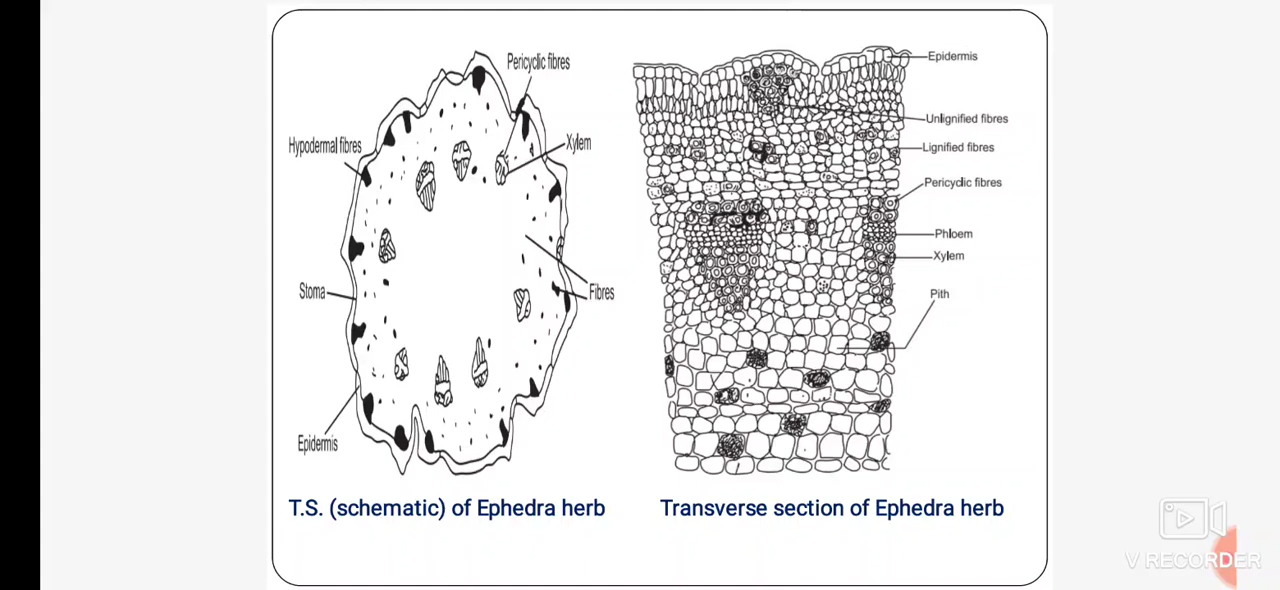 Pericyclic fibres
Hypodermal fibres
Xylem
Stoma
Fibres
Epidermis
T.S. (schematic) of Ephedra herb
Epidermis
Unlignified fibres
Lignified fibres
Pericyclic fibres
Phloem
Xylem
Pith
Transverse section of Ephedra herb
V RECORDER